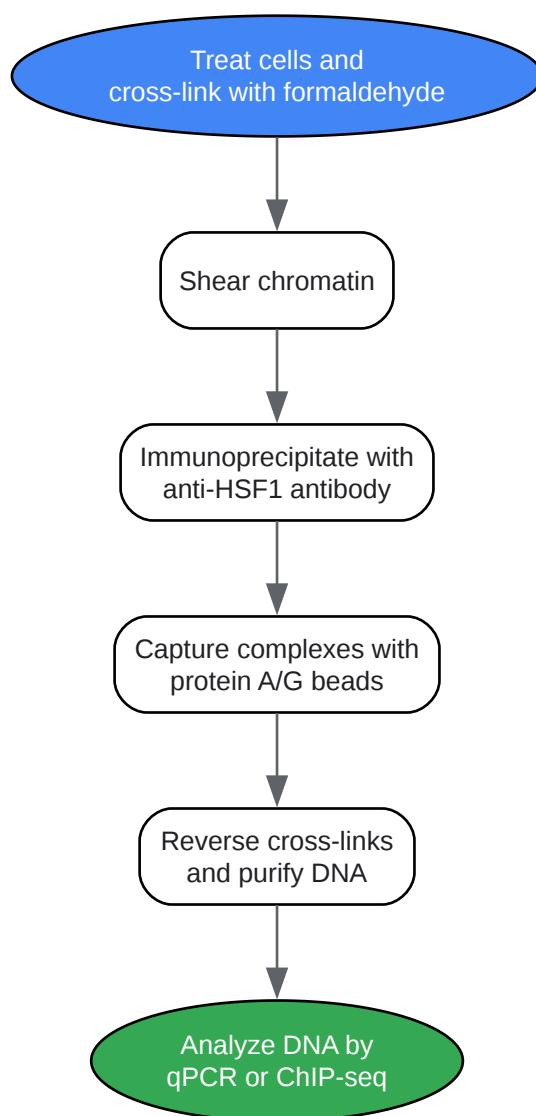 Treat cells and
cross-link with formaldehyde
Shear chromatin
Immunoprecipitate with
anti-HSF1 antibody
Capture complexes with
protein A/G beads
Reverse cross-links
and purify DNA
Analyze DNA by
qPCR or ChIP-seq